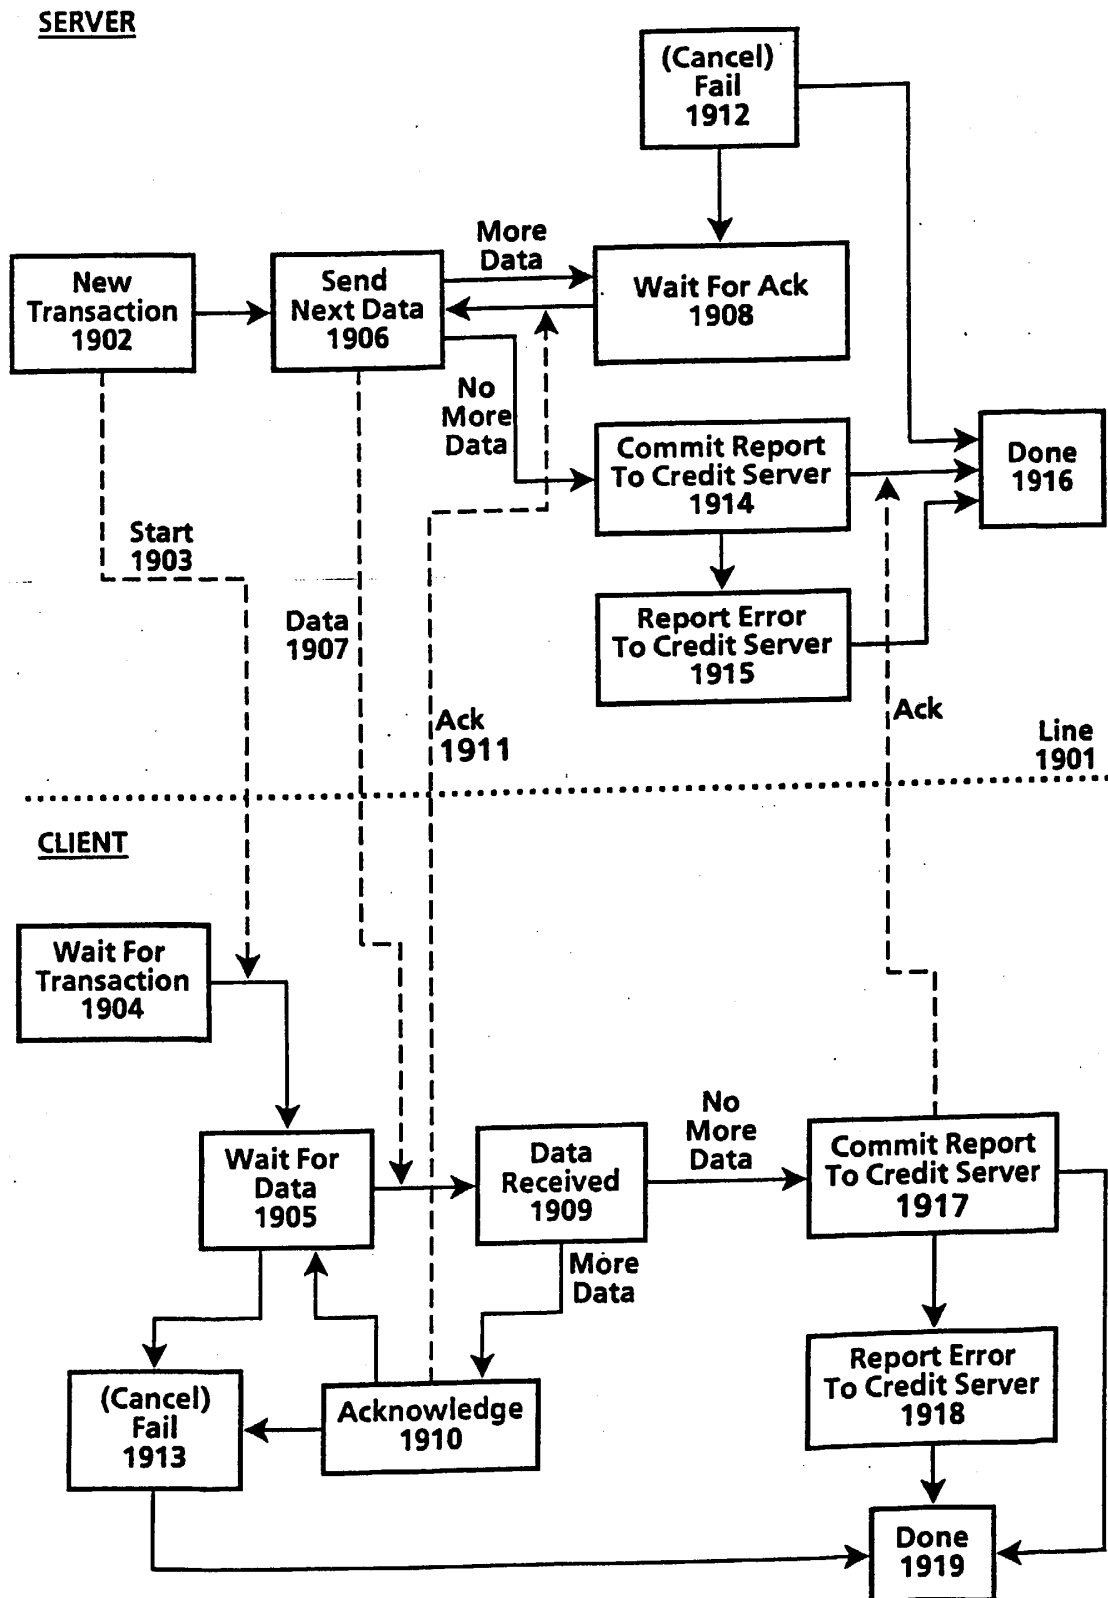 SERVER
(Cancel)
Fail
1912
New
Transaction
1902
Send
Next Data
1906
More
Data
Wait For Ack
1908
No
More
Data
Commit Report
To Credit Server
1914
Done
1916
Start
1903
Data
1907
Report Error
To Credit Server
1915
Ack
1911
Ack
Line
1901
CLIENT
Wait For
Transaction
1904
Wait For
Data
1905
Data
Received
1909
No
More
Data
Commit Report
To Credit Server
1917
More
Data
(Cancel)
Fail
1913
Acknowledge
1910
Report Error
To Credit Server
1918
Done
1919